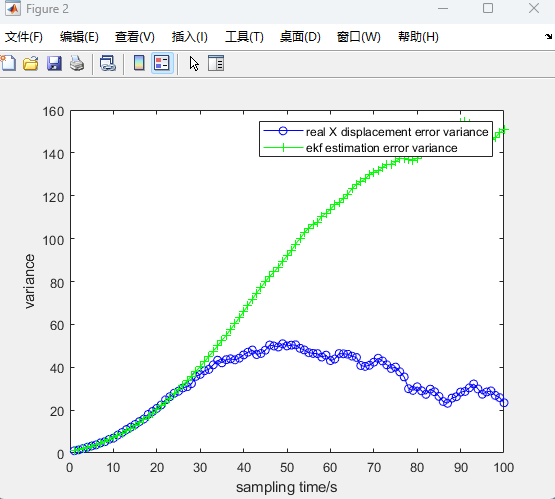 Figure 2
文件(F) 编辑(E) 查看(V) 插入(I) 工具(T) 桌面(D) 窗口(W) 帮助(H)
160
140
120
100
80
60
40
20
0
variance
real X displacement error variance
ekf estimation error variance
0 10 20 30 40 50 60 70 80 90 100
sampling time/s